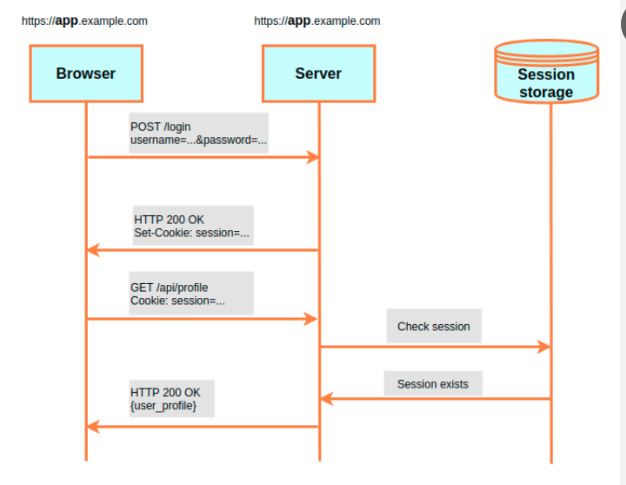 https://app.example.com
https://app.example.com
Browser
Server
Session
storage
POST /login
username=...&password=...
HTTP 200 OK
Set-Cookie: session=...
GET /api/profile
Cookie: session=...
Check session
Session exists
HTTP 200 OK
{user_profile}